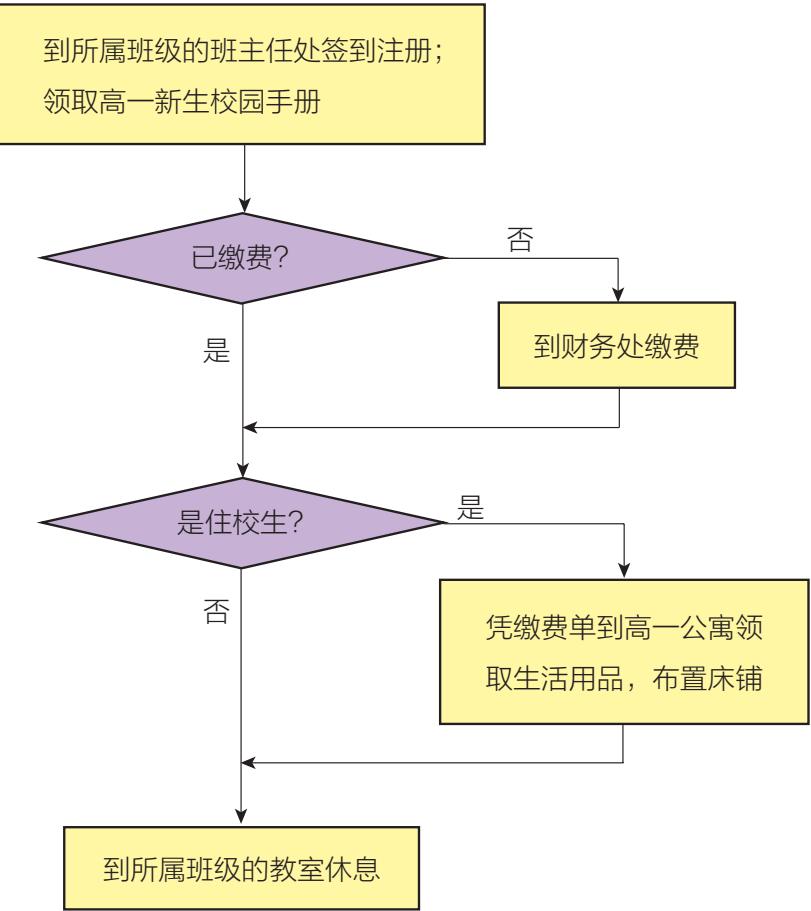 到所属班级的班主任处签到注册；
领取高一新生校园手册
已缴费？
否
到财务处缴费
是
是住校生？
是
否
凭缴费单到高一公寓领
取生活用品，布置床铺
到所属班级的教室休息